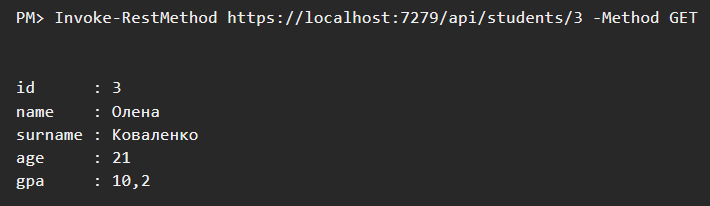 PM> Invoke-RestMethod https://localhost:7279/api/students/3 -Method GET
id      : 3
name    : Олена
surname : Коваленко
age     : 21
gpa     : 10,2